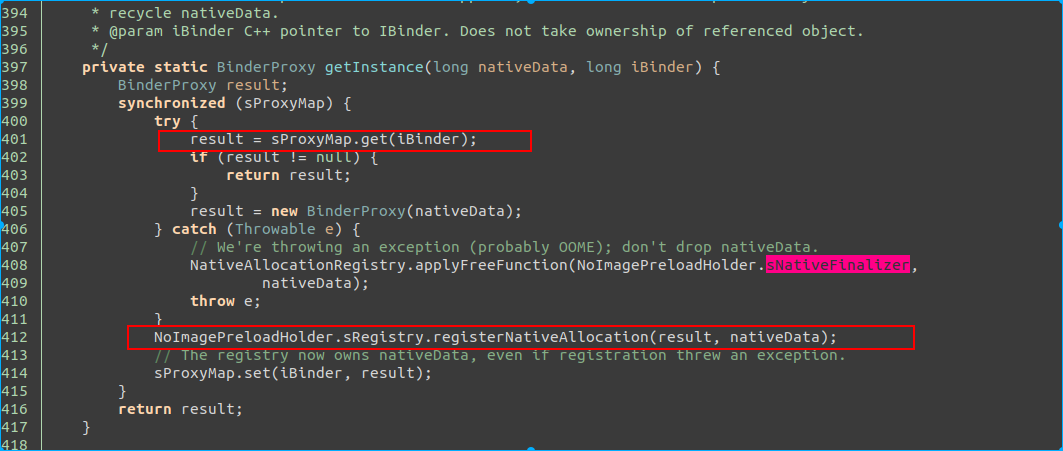 394 * recycle nativeData.
395 * @param iBinder C++ pointer to IBinder. Does not take ownership of referenced object.
396 */
397 private static BinderProxy getInstance(long nativeData, long iBinder) {
398 BinderProxy result;
399 synchronized (sProxyMap) {
400 try {
401 result = sProxyMap.get(iBinder);
402 if (result != null) {
403 return result;
404 }
405 result = new BinderProxy(nativeData);
406 } catch (Throwable e) {
407 // We're throwing an exception (probably OOME); don't drop nativeData.
408 NativeAllocationRegistry.applyFreeFunction(NoImagePreloadHolder.sNativeFinalizer,
409 nativeData);
410 throw e;
411 }
412 NoImagePreloadHolder.sRegistry.registerNativeAllocation(result, nativeData);
413 // The registry now owns nativeData, even if registration threw an exception.
414 sProxyMap.set(iBinder, result);
415 }
416 return result;
417 }
418